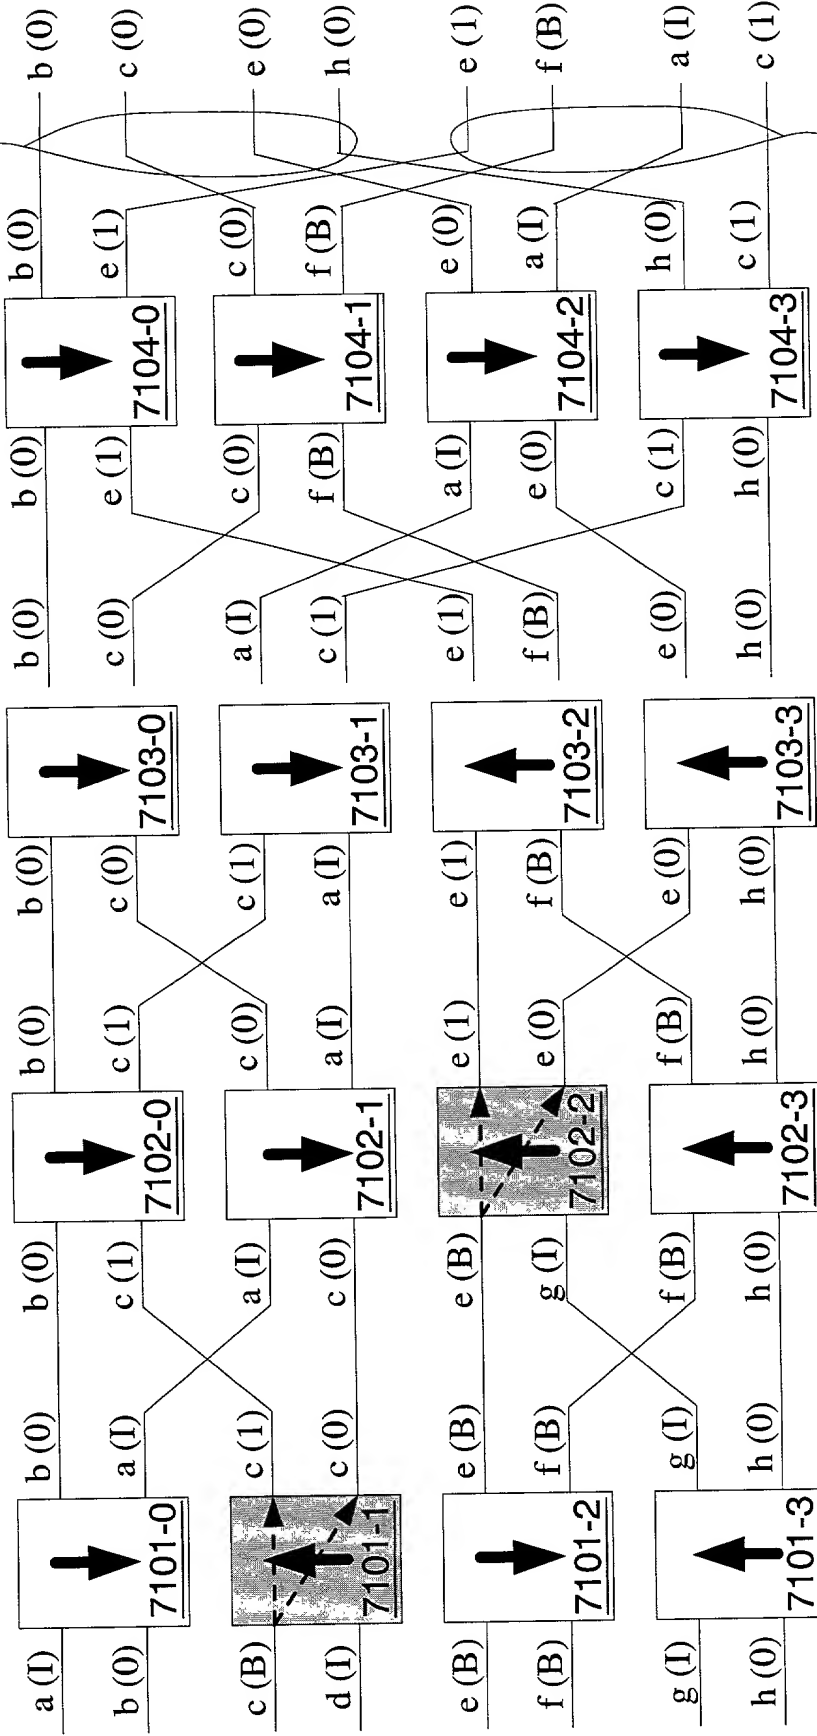 a (I) b (0) b (0) b (0) b (0) b (0) b (0) b (0) b (0)
b (0) a (I) c (1) c (1) c (0) c (0) e (1) e (1) c (0)
7101-0 7102-0 7103-0 7104-0
c (B) c (1) a (I) c (0) c (1) a (I) c (0) c (0) e (0)
d (I) c (0) c (0) a (I) a (I) c (1) f (B) f (B) h (0)
7101-1 7102-1 7103-1 7104-1
e (B) e (B) e (B) e (1) e (1) e (1) a (I) e (0) e (1)
f (B) f (B) g (I) e (0) f (B) f (B) e (0) a (I) f (B)
7101-2 7102-2 7103-2 7104-2
g (I) g (I) f (B) f (B) e (0) e (0) c (1) h (0) a (I)
h (0) h (0) h (0) h (0) h (0) h (0) h (0) c (1) c (1)
7101-3 7102-3 7103-3 7104-3